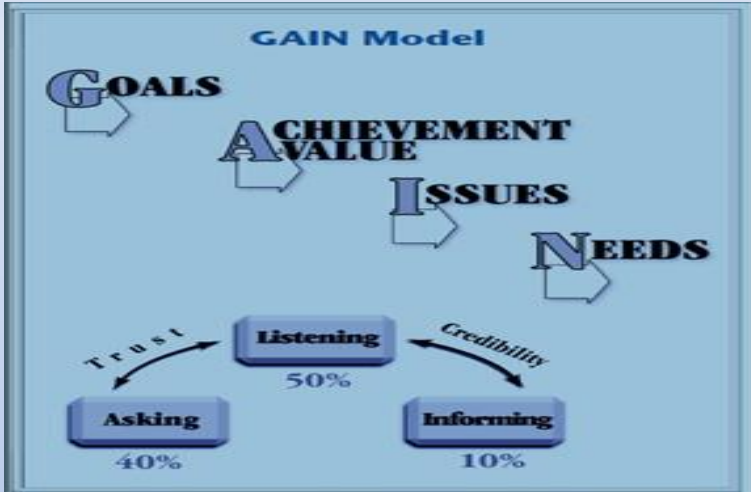 GAIN Model
GOALS
ACHIEVEMENT
VALUE
ISSUES
NEEDS
Trust
Listening
Credibility
50%
Asking
Informing
40%
10%